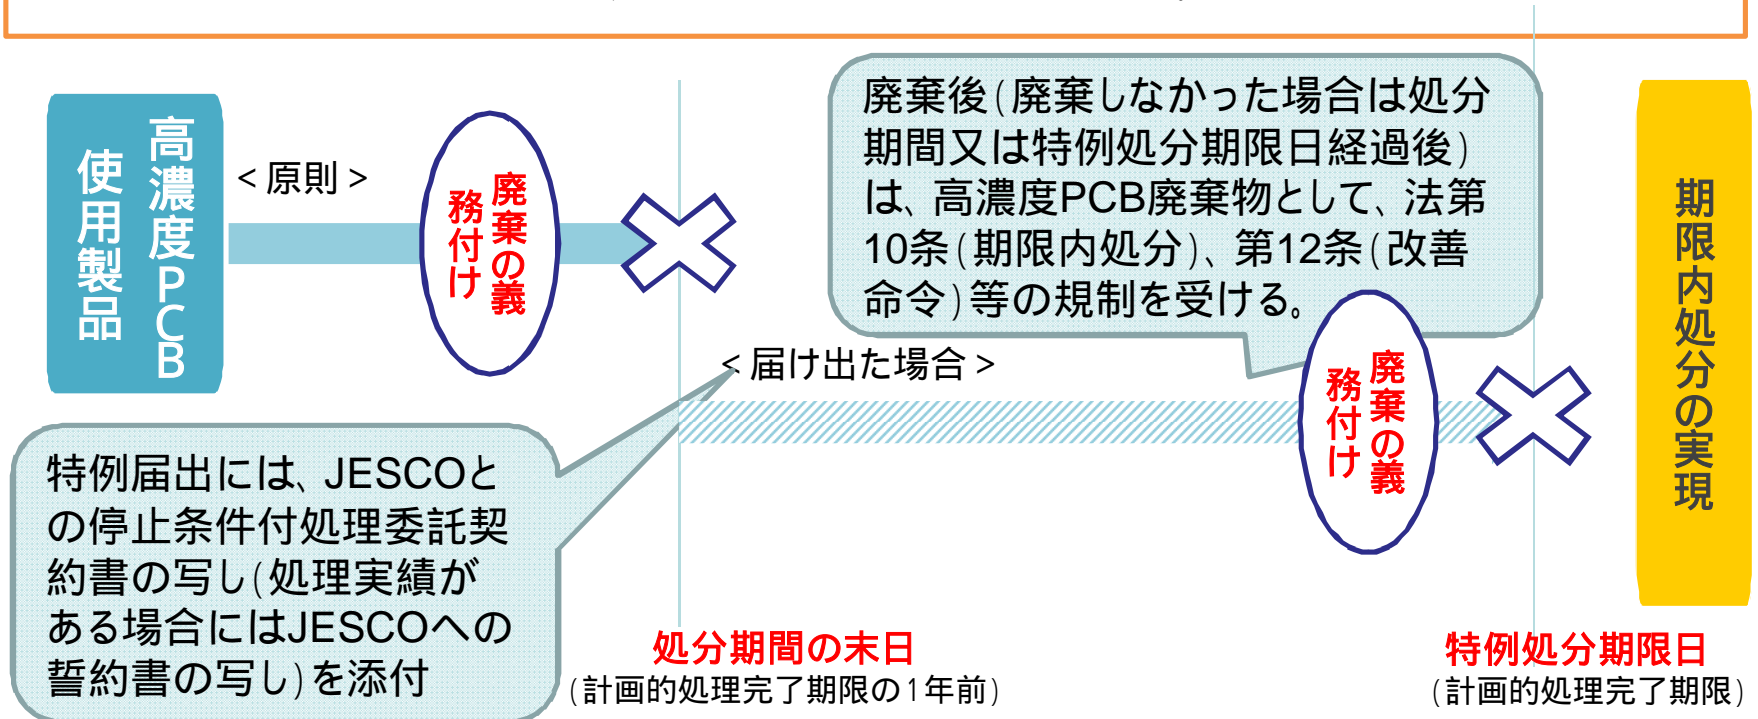 高濃度PCB
使用製品
＜原則＞
廃棄の義
務付け
廃棄後(廃棄しなかった場合は処分
期間又は特例処分期限日経過後)
は、高濃度PCB廃棄物として、法第
10条(期限内処分)、第12条(改善
命令)等の規制を受ける。
＜届け出た場合＞
廃棄の義
務付け
期限内処分の実現
特例届出には、JESCOと
の停止条件付処理委託契
約書の写し(処理実績が
ある場合にはJESCOへの
誓約書の写し)を添付
処分期間の末日
(計画的処理完了期限の1年前)
特例処分期限日
(計画的処理完了期限)